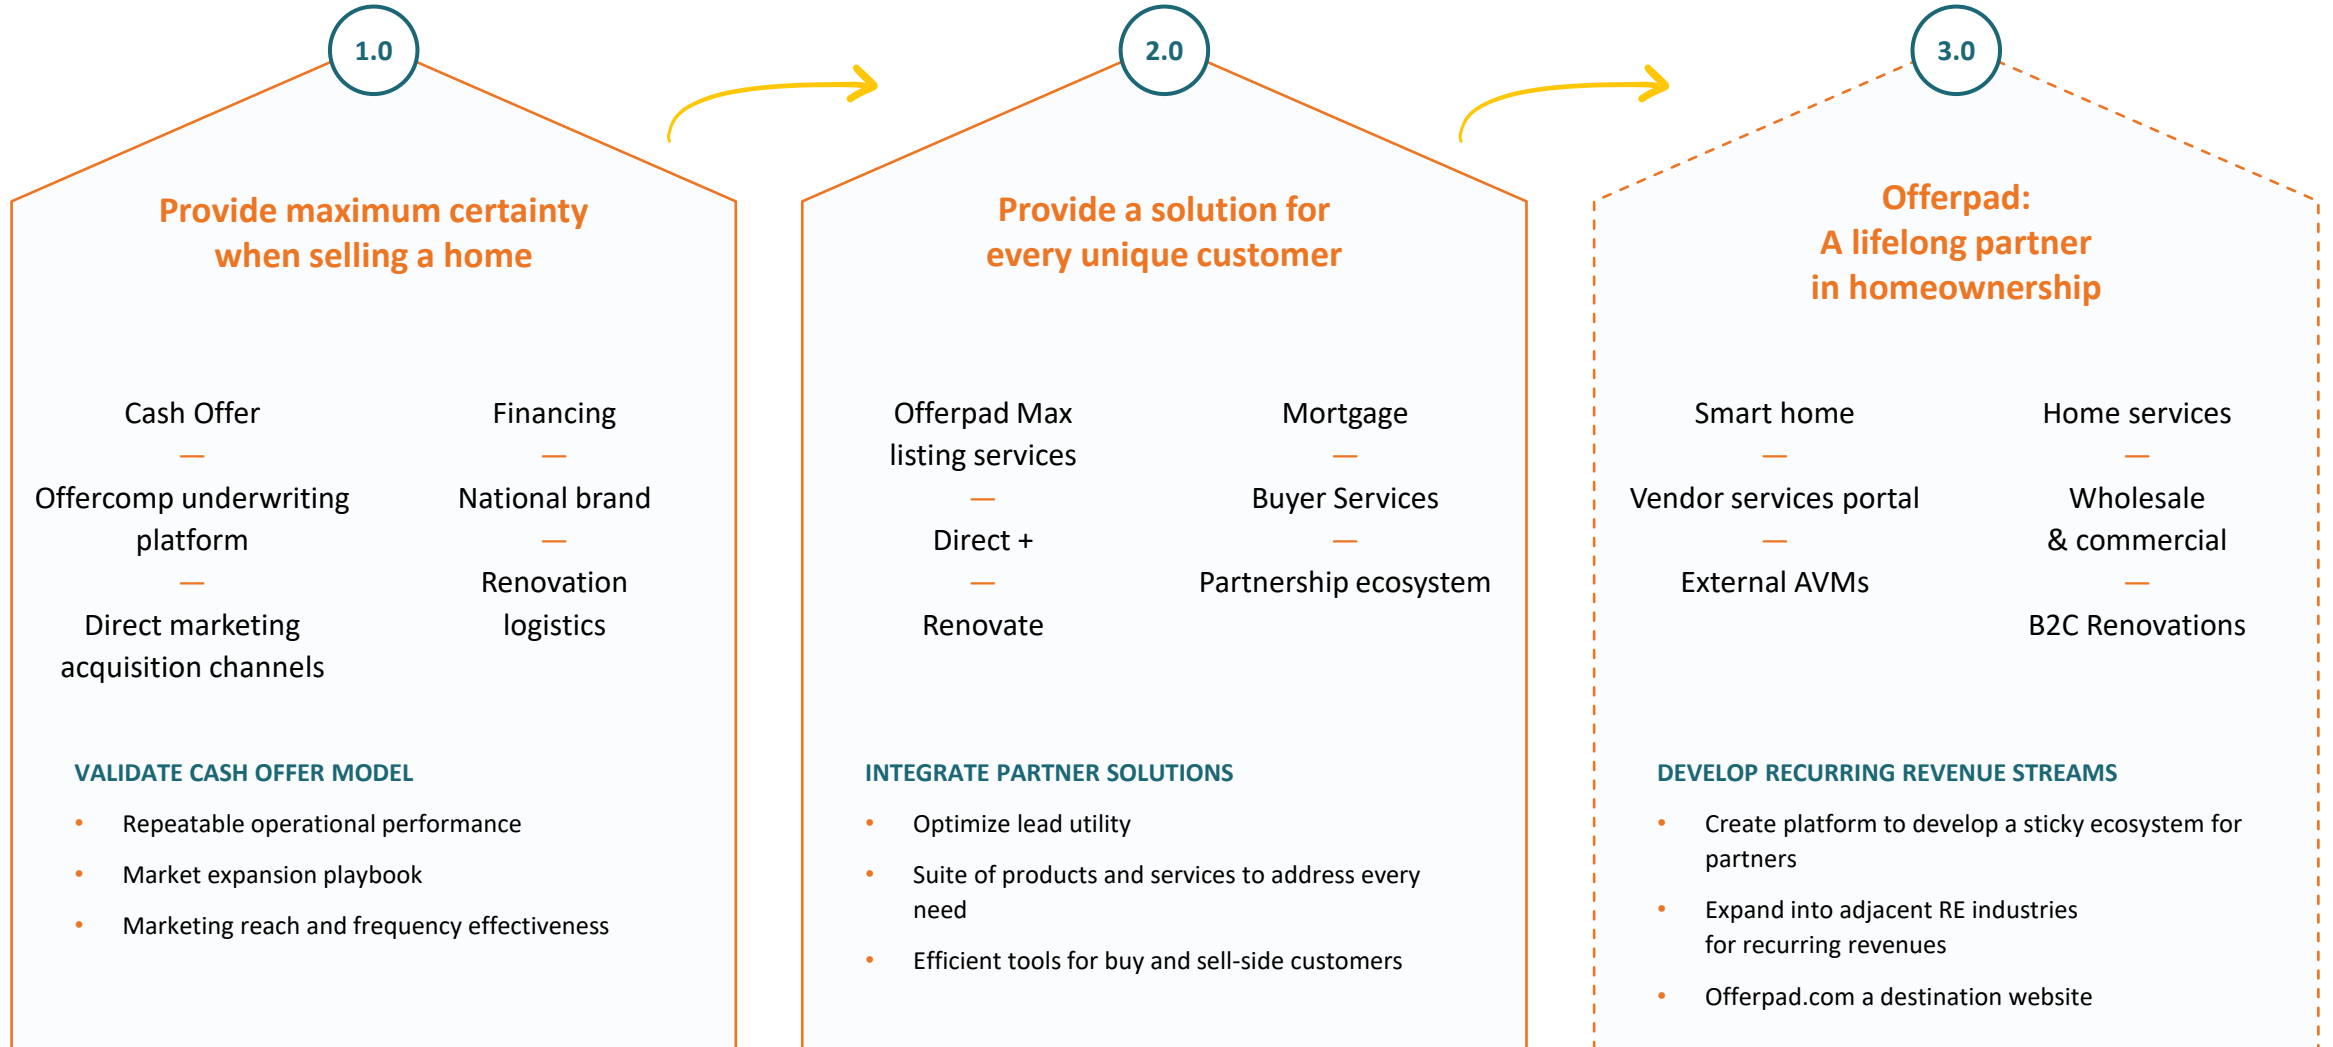 1.0
Provide maximum certainty
when selling a home
Cash Offer
—
Offercomp underwriting
platform
—
Direct marketing
acquisition channels
Financing
—
National brand
—
Renovation
logistics
VALIDATE CASH OFFER MODEL
• Repeatable operational performance
• Market expansion playbook
• Marketing reach and frequency effectiveness
2.0
Provide a solution for
every unique customer
Offerpad Max
listing services
—
Direct +
—
Renovate
Mortgage
—
Buyer Services
—
Partnership ecosystem
INTEGRATE PARTNER SOLUTIONS
• Optimize lead utility
• Suite of products and services to address every
need
• Efficient tools for buy and sell-side customers
3.0
Offerpad:
A lifelong partner
in homeownership
Smart home
—
Vendor services portal
—
External AVMs
Home services
—
Wholesale
& commercial
—
B2C Renovations
DEVELOP RECURRING REVENUE STREAMS
• Create platform to develop a sticky ecosystem for
partners
• Expand into adjacent RE industries
for recurring revenues
• Offerpad.com a destination website